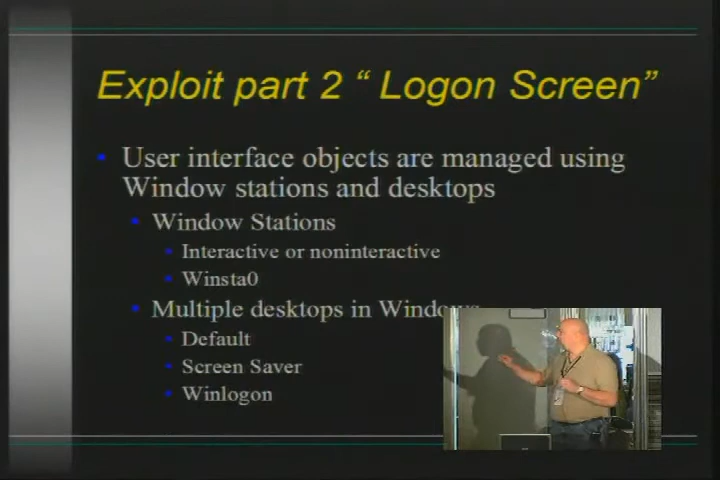 Exploit part 2 “ Logon Screen”
• User interface objects are managed using
Window stations and desktops
• Window Stations
• Interactive or noninteractive
• Winsta0
• Multiple desktops in Windows
• Default
• Screen Saver
• Winlogon